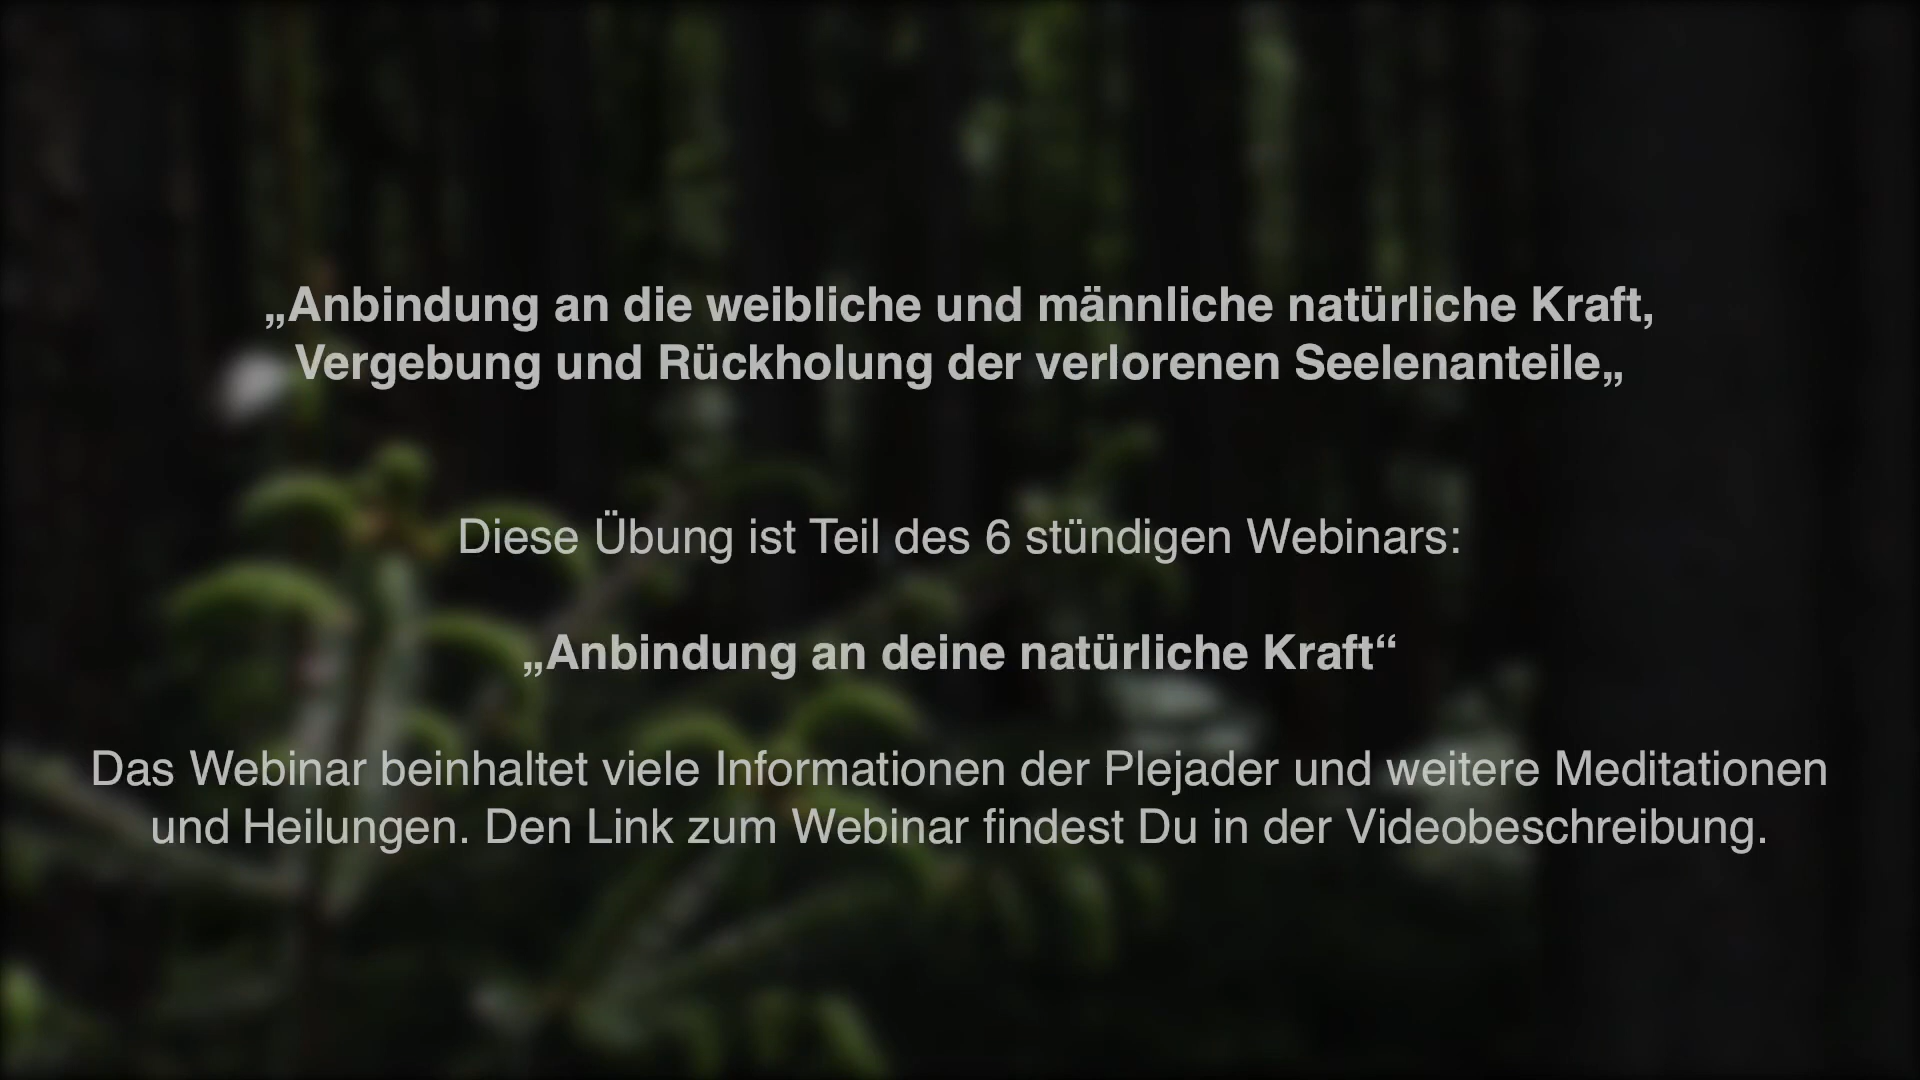 „Anbindung an die weibliche und männliche natürliche Kraft,
Vergebung und Rückholung der verlorenen Seelenanteile„
Diese Übung ist Teil des 6 stündigen Webinars:
„Anbindung an deine natürliche Kraft“
Das Webinar beinhaltet viele Informationen der Plejader und weitere Meditationen
und Heilungen. Den Link zum Webinar findest Du in der Videobeschreibung.